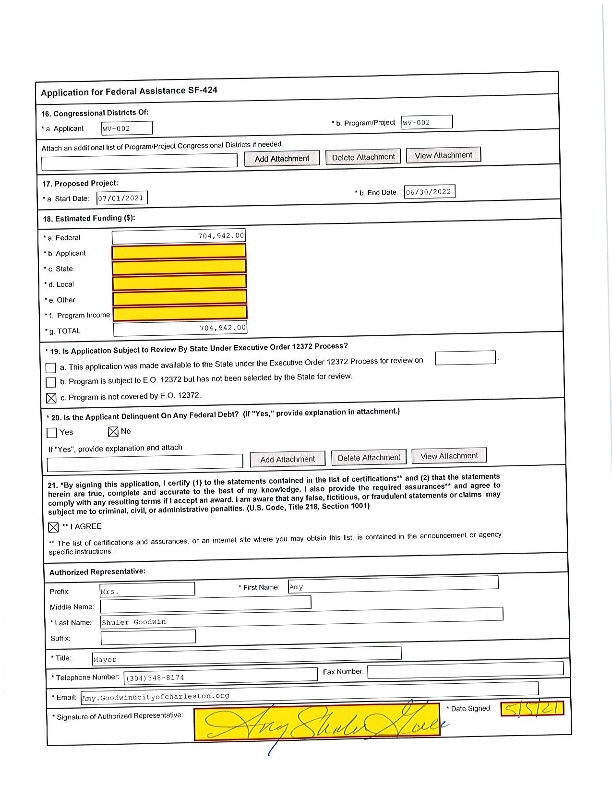 Application for Federal Assistance SF-424
16. Congressional Districts Of:
* a. Applicant WV-002 * b. Program/Project WV-002
Attach an additional list of Program/Project Congressional Districts if needed.
Add Attachment Delete Attachment View Attachment
17. Proposed Project:
* a. Start Date: 07/01/2021 * b. End Date: 06/30/2022
18. Estimated Funding ($):
* a. Federal 704,942.00
* b. Applicant
* c. State
* d. Local
* e. Other
* f. Program Income
* g. TOTAL 704,942.00
* 19. Is Application Subject to Review By State Under Executive Order 12372 Process?
a. This application was made available to the State under the Executive Order 12372 Process for review on .
b. Program is subject to E.O. 12372 but has not been selected by the State for review.
c. Program is not covered by E.O. 12372.
* 20. Is the Applicant Delinquent On Any Federal Debt? (If "Yes," provide explanation in attachment.)
Yes No
If "Yes", provide explanation and attach
Add Attachment Delete Attachment View Attachment
21. *By signing this application, I certify (1) to the statements contained in the list of certifications** and (2) that the statements
herein are true, complete and accurate to the best of my knowledge. I also provide the required assurances** and agree to
comply with any resulting terms if I accept an award. I am aware that any false, fictitious, or fraudulent statements or claims may
subject me to criminal, civil, or administrative penalties. (U.S. Code, Title 218, Section 1001)
** I AGREE
** The list of certifications and assurances, or an internet site where you may obtain this list, is contained in the announcement or agency
specific instructions.
Authorized Representative:
Prefix: Mrs. * First Name: Amy
Middle Name:
* Last Name: Shuler Goodwin
Suffix:
* Title: Mayor
* Telephone Number: (304)348-8174 Fax Number:
* Email: Amy.Goodwin@cityofcharleston.org
* Signature of Authorized Representative: Amy Shuler * Date Signed: 5/5/21